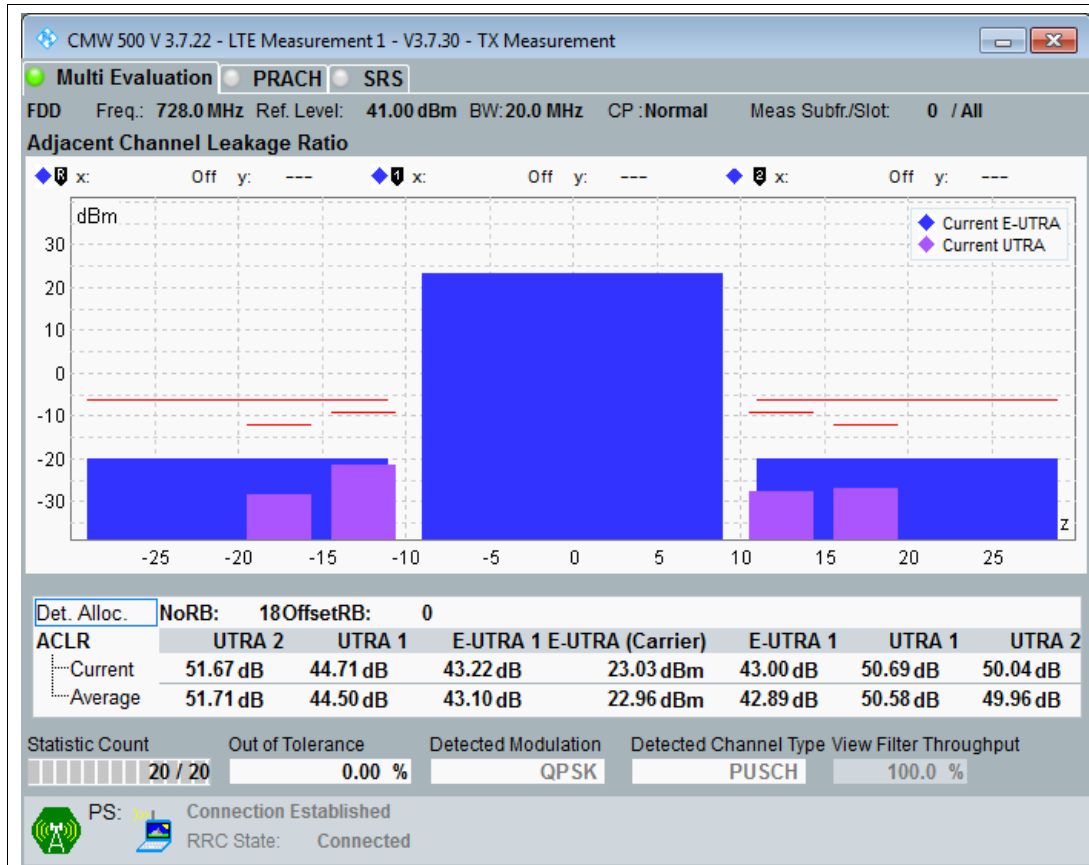 CMW 500 V 3.7.22 - LTE Measurement 1 - V3.7.30 - TX Measurement
Multi Evaluation PRACH SRS
FDD Freq.: 728.0 MHz Ref. Level: 41.00 dBm BW: 20.0 MHz CP : Normal Meas Subfr./Slot: 0 / All
Adjacent Channel Leakage Ratio
R x: Off y: --- 1 x: Off y: --- 2 x: Off y: ---
dBm
Current E-UTRA
Current UTRA
30
20
10
0
-10
-20
-30
z
-25 -20 -15 -10 -5 0 5 10 15 20 25
Det. Alloc. NoRB: 18 OffsetRB: 0
ACLR UTRA 2 UTRA 1 E-UTRA 1 E-UTRA (Carrier) E-UTRA 1 UTRA 1 UTRA 2
Current 51.67 dB 44.71 dB 43.22 dB 23.03 dBm 43.00 dB 50.69 dB 50.04 dB
Average 51.71 dB 44.50 dB 43.10 dB 22.96 dBm 42.89 dB 50.58 dB 49.96 dB
Statistic Count Out of Tolerance Detected Modulation Detected Channel Type View Filter Throughput
20 / 20 0.00 % QPSK PUSCH 100.0 %
PS: Connection Established
RRC State: Connected